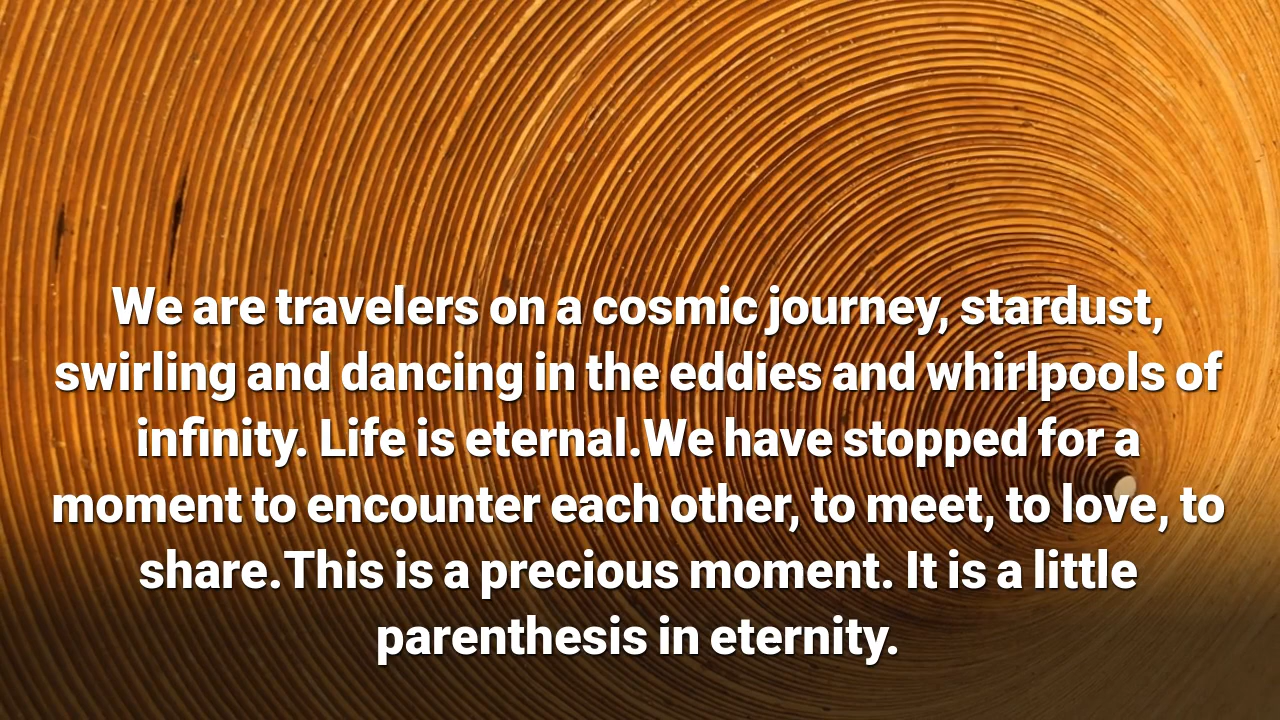 We are travelers on a cosmic journey, stardust,
swirling and dancing in the eddies and whirlpools of
infinity. Life is eternal.We have stopped for a
moment to encounter each other, to meet, to love, to
share.This is a precious moment. It is a little
parenthesis in eternity.